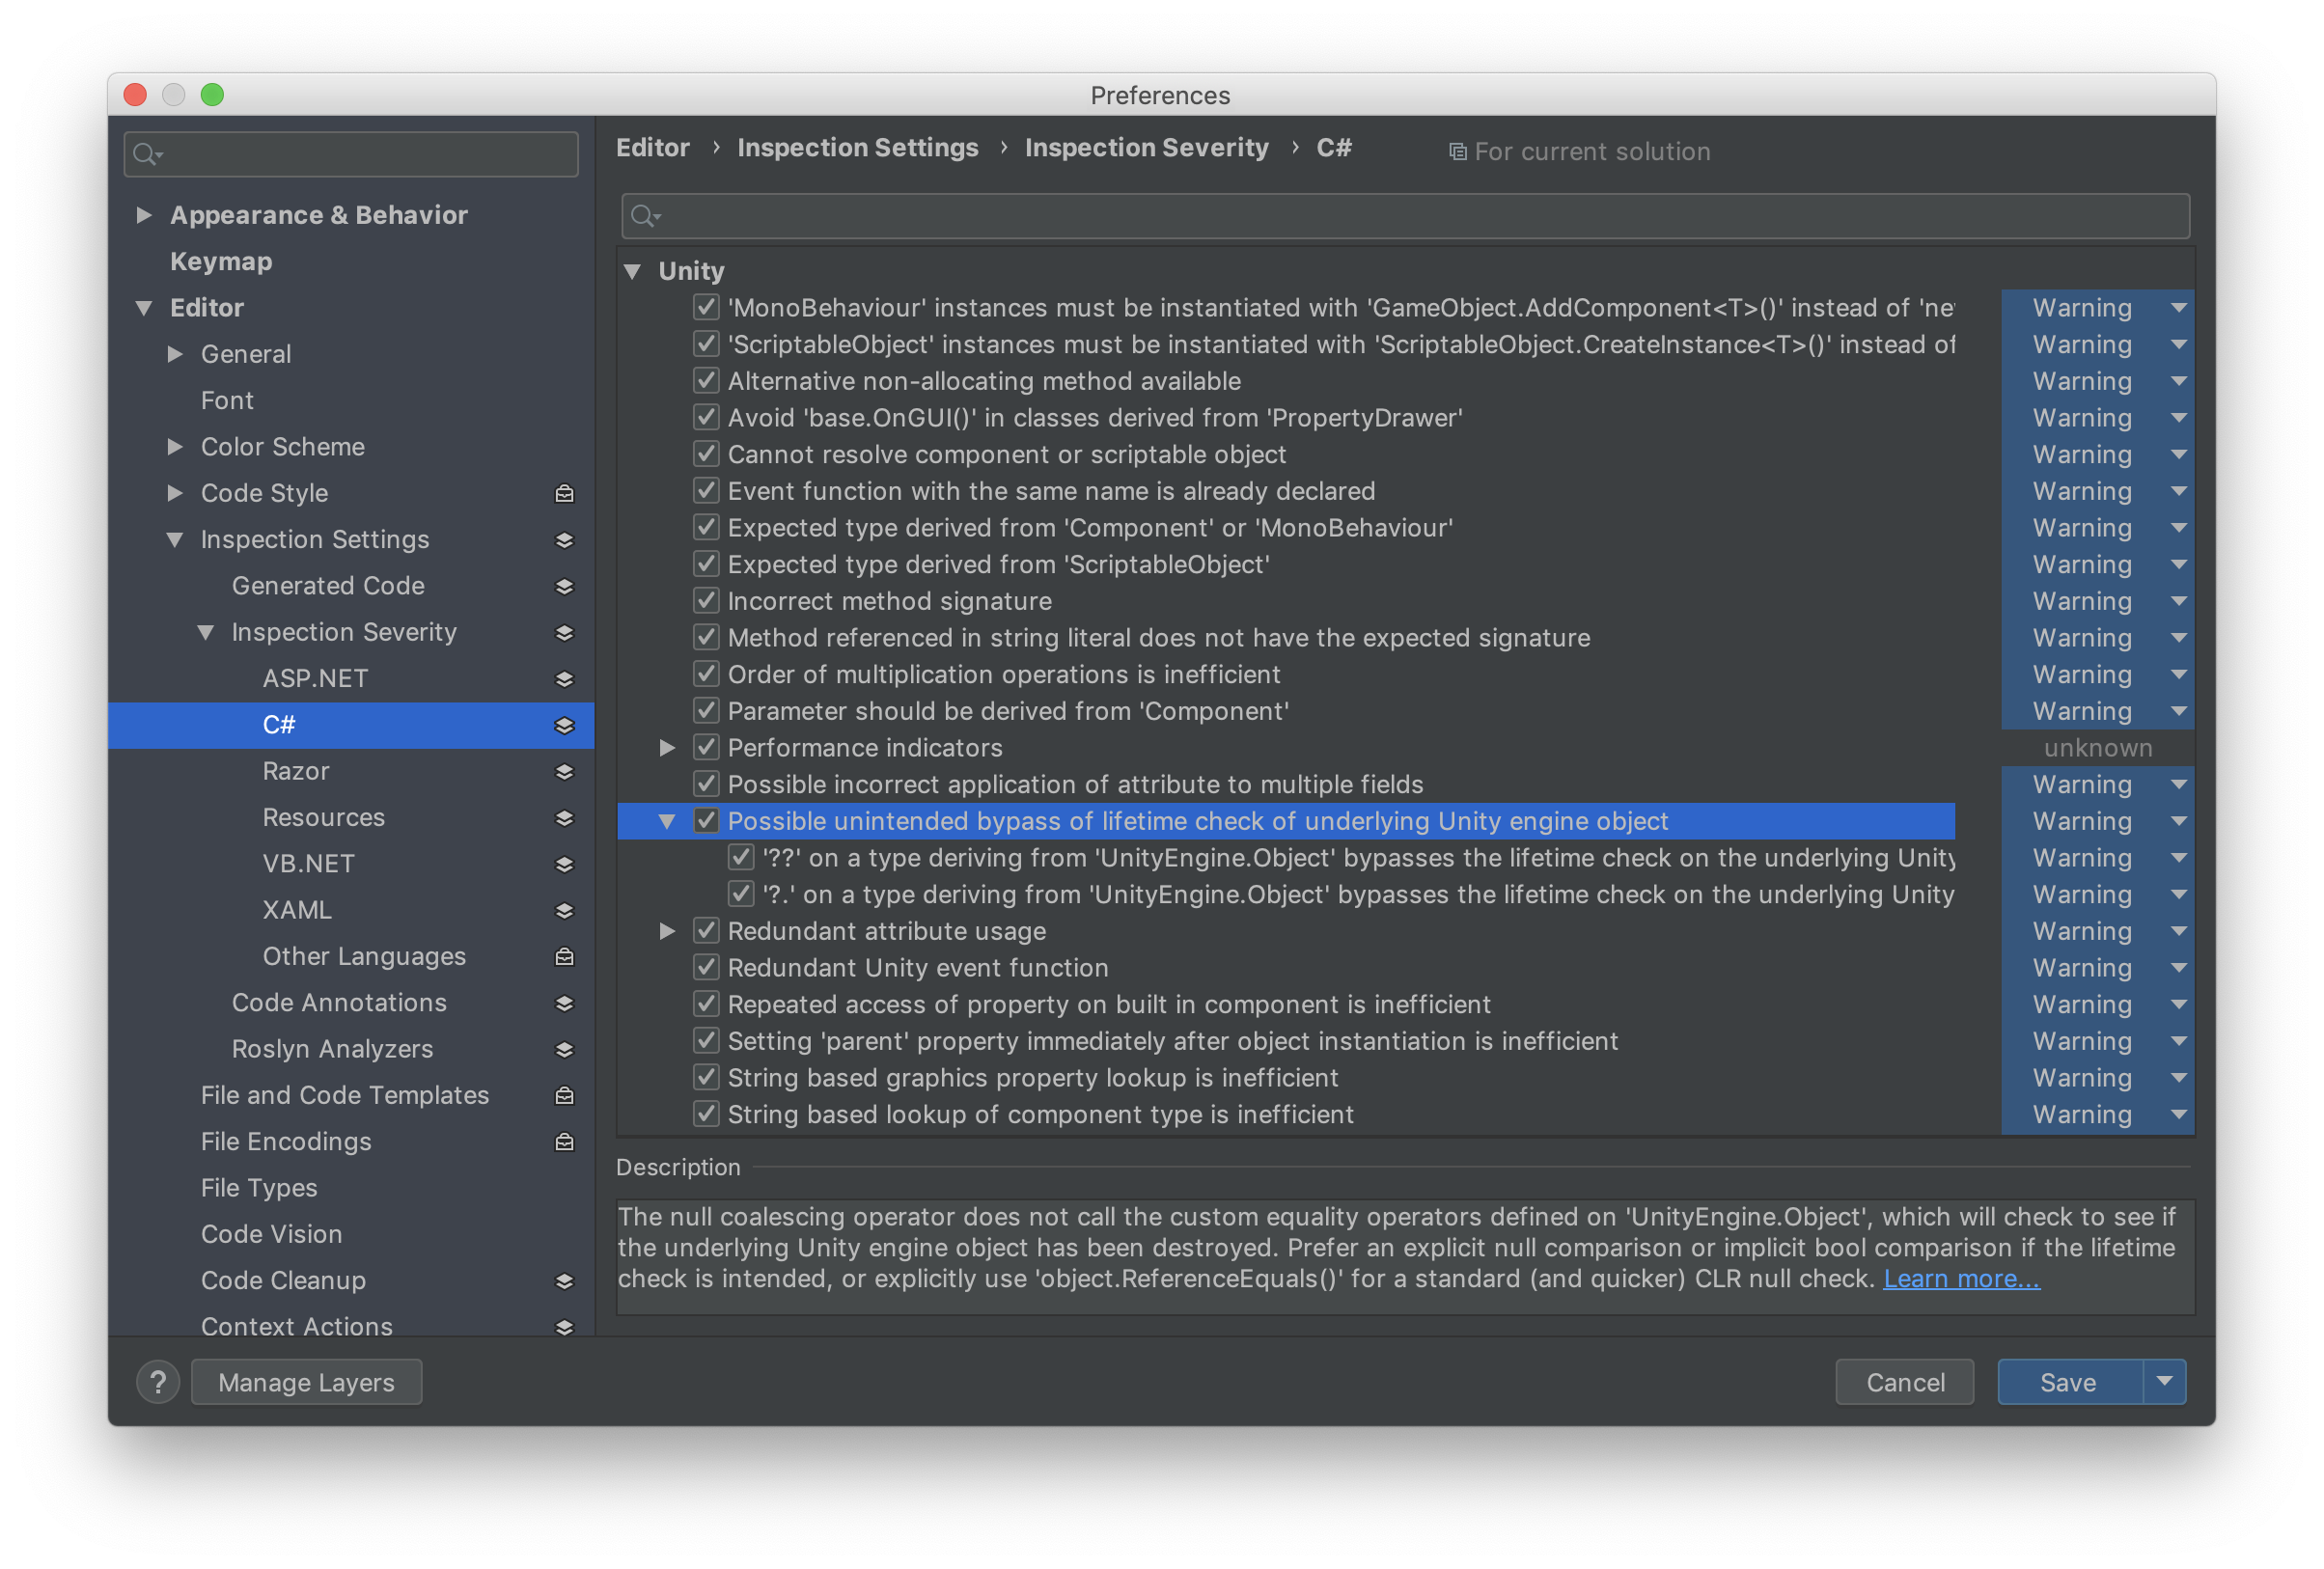 Preferences
Appearance & Behavior
Keymap
Editor
General
Font
Color Scheme
Code Style
Inspection Settings
Generated Code
Inspection Severity
ASP.NET
C#
Razor
Resources
VB.NET
XAML
Other Languages
Code Annotations
Roslyn Analyzers
File and Code Templates
File Encodings
File Types
Code Vision
Code Cleanup
Context Actions
Editor › Inspection Settings › Inspection Severity › C# For current solution
Unity
'MonoBehaviour' instances must be instantiated with 'GameObject.AddComponent<T>()' instead of 'ne Warning
'ScriptableObject' instances must be instantiated with 'ScriptableObject.CreateInstance<T>()' instead of Warning
Alternative non-allocating method available Warning
Avoid 'base.OnGUI()' in classes derived from 'PropertyDrawer' Warning
Cannot resolve component or scriptable object Warning
Event function with the same name is already declared Warning
Expected type derived from 'Component' or 'MonoBehaviour' Warning
Expected type derived from 'ScriptableObject' Warning
Incorrect method signature Warning
Method referenced in string literal does not have the expected signature Warning
Order of multiplication operations is inefficient Warning
Parameter should be derived from 'Component' Warning
Performance indicators unknown
Possible incorrect application of attribute to multiple fields Warning
Possible unintended bypass of lifetime check of underlying Unity engine object Warning
'??' on a type deriving from 'UnityEngine.Object' bypasses the lifetime check on the underlying Unity Warning
'?.' on a type deriving from 'UnityEngine.Object' bypasses the lifetime check on the underlying Unity Warning
Redundant attribute usage Warning
Redundant Unity event function Warning
Repeated access of property on built in component is inefficient Warning
Setting 'parent' property immediately after object instantiation is inefficient Warning
String based graphics property lookup is inefficient Warning
String based lookup of component type is inefficient Warning
Description
The null coalescing operator does not call the custom equality operators defined on 'UnityEngine.Object', which will check to see if
the underlying Unity engine object has been destroyed. Prefer an explicit null comparison or implicit bool comparison if the lifetime
check is intended, or explicitly use 'object.ReferenceEquals()' for a standard (and quicker) CLR null check. Learn more...
? Manage Layers Cancel Save